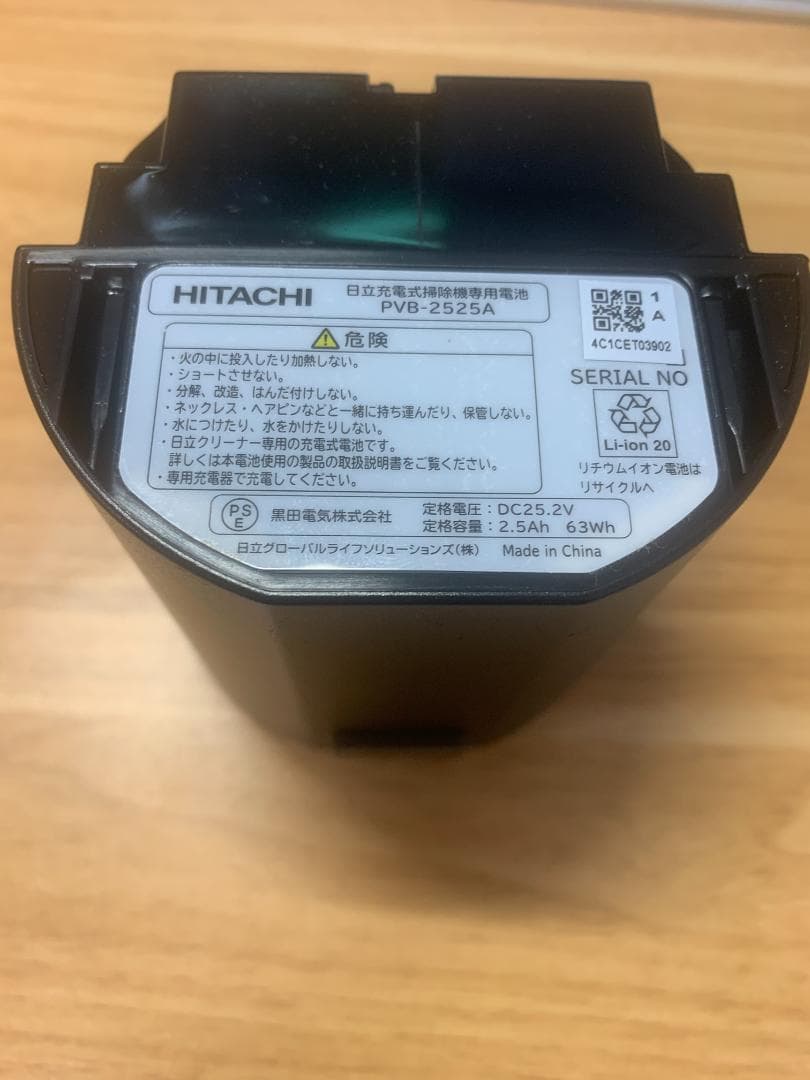 HITACHI
日立充電式掃除機専用電池
PVB-2525A
1
A
4C1CET03902
SERIAL NO
危険
・火の中に投入したり加熱しない。
・ショートさせない。
・分解、改造、はんだ付けしない。
・ネックレス・ヘアピンなどと一緒に持ち運んだり、保管しない。
・水につけたり、水をかけたりしない。
・日立クリーナー専用の充電式電池です。
詳しくは本電池使用の製品の取扱説明書をご覧ください。
・専用充電器で充電してください。
Li-ion 20
リチウムイオン電池は
リサイクルへ
PS
E
黒田電気株式会社
定格電圧：DC25.2V
定格容量：2.5Ah 63Wh
日立グローバルライフソリューションズ(株) Made in China